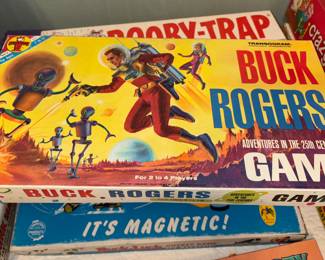 BOOBY-TRAP
TRANSOGRAM
BUCK
ROGERS
ADVENTURES IN THE 25th CEN
GAM
For 2 to 4 Players
BUCK ROGERS
GAM
IT'S MAGNETIC!